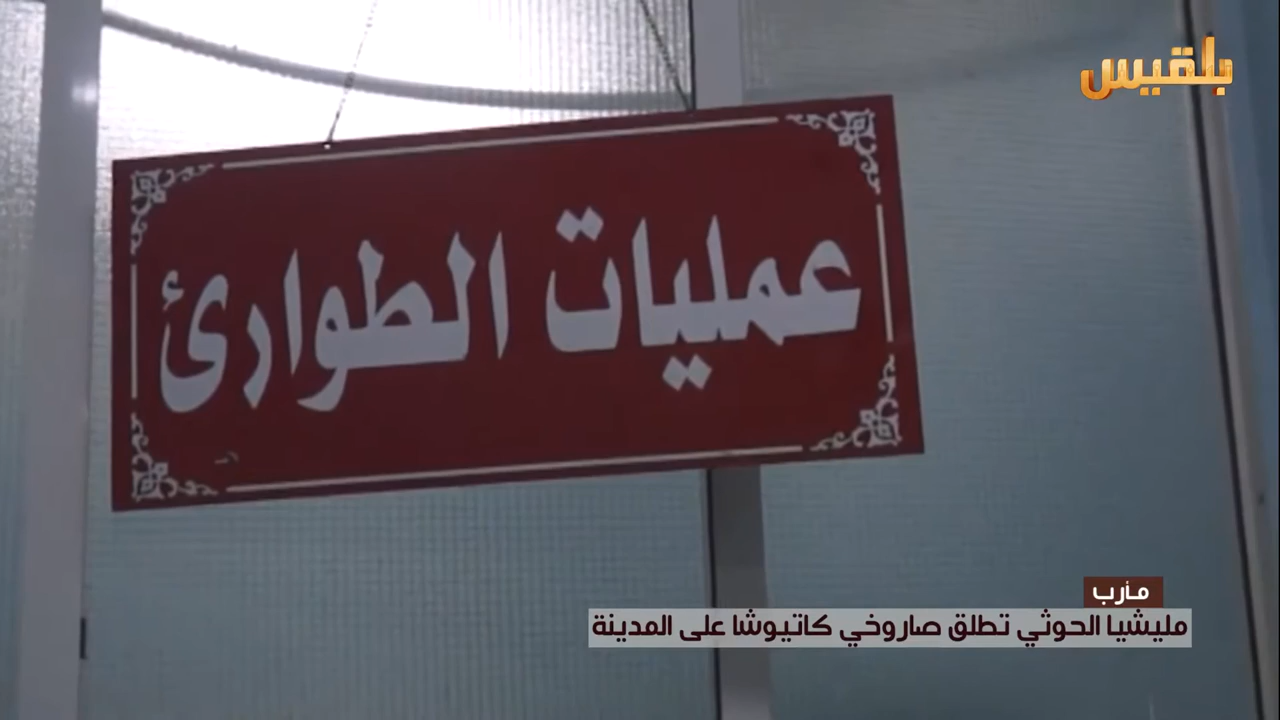 بلقيس
عمليات الطوارئ
مأرب
مليشيا الحوثي تطلق صاروخي كاتيوشا على المدينة